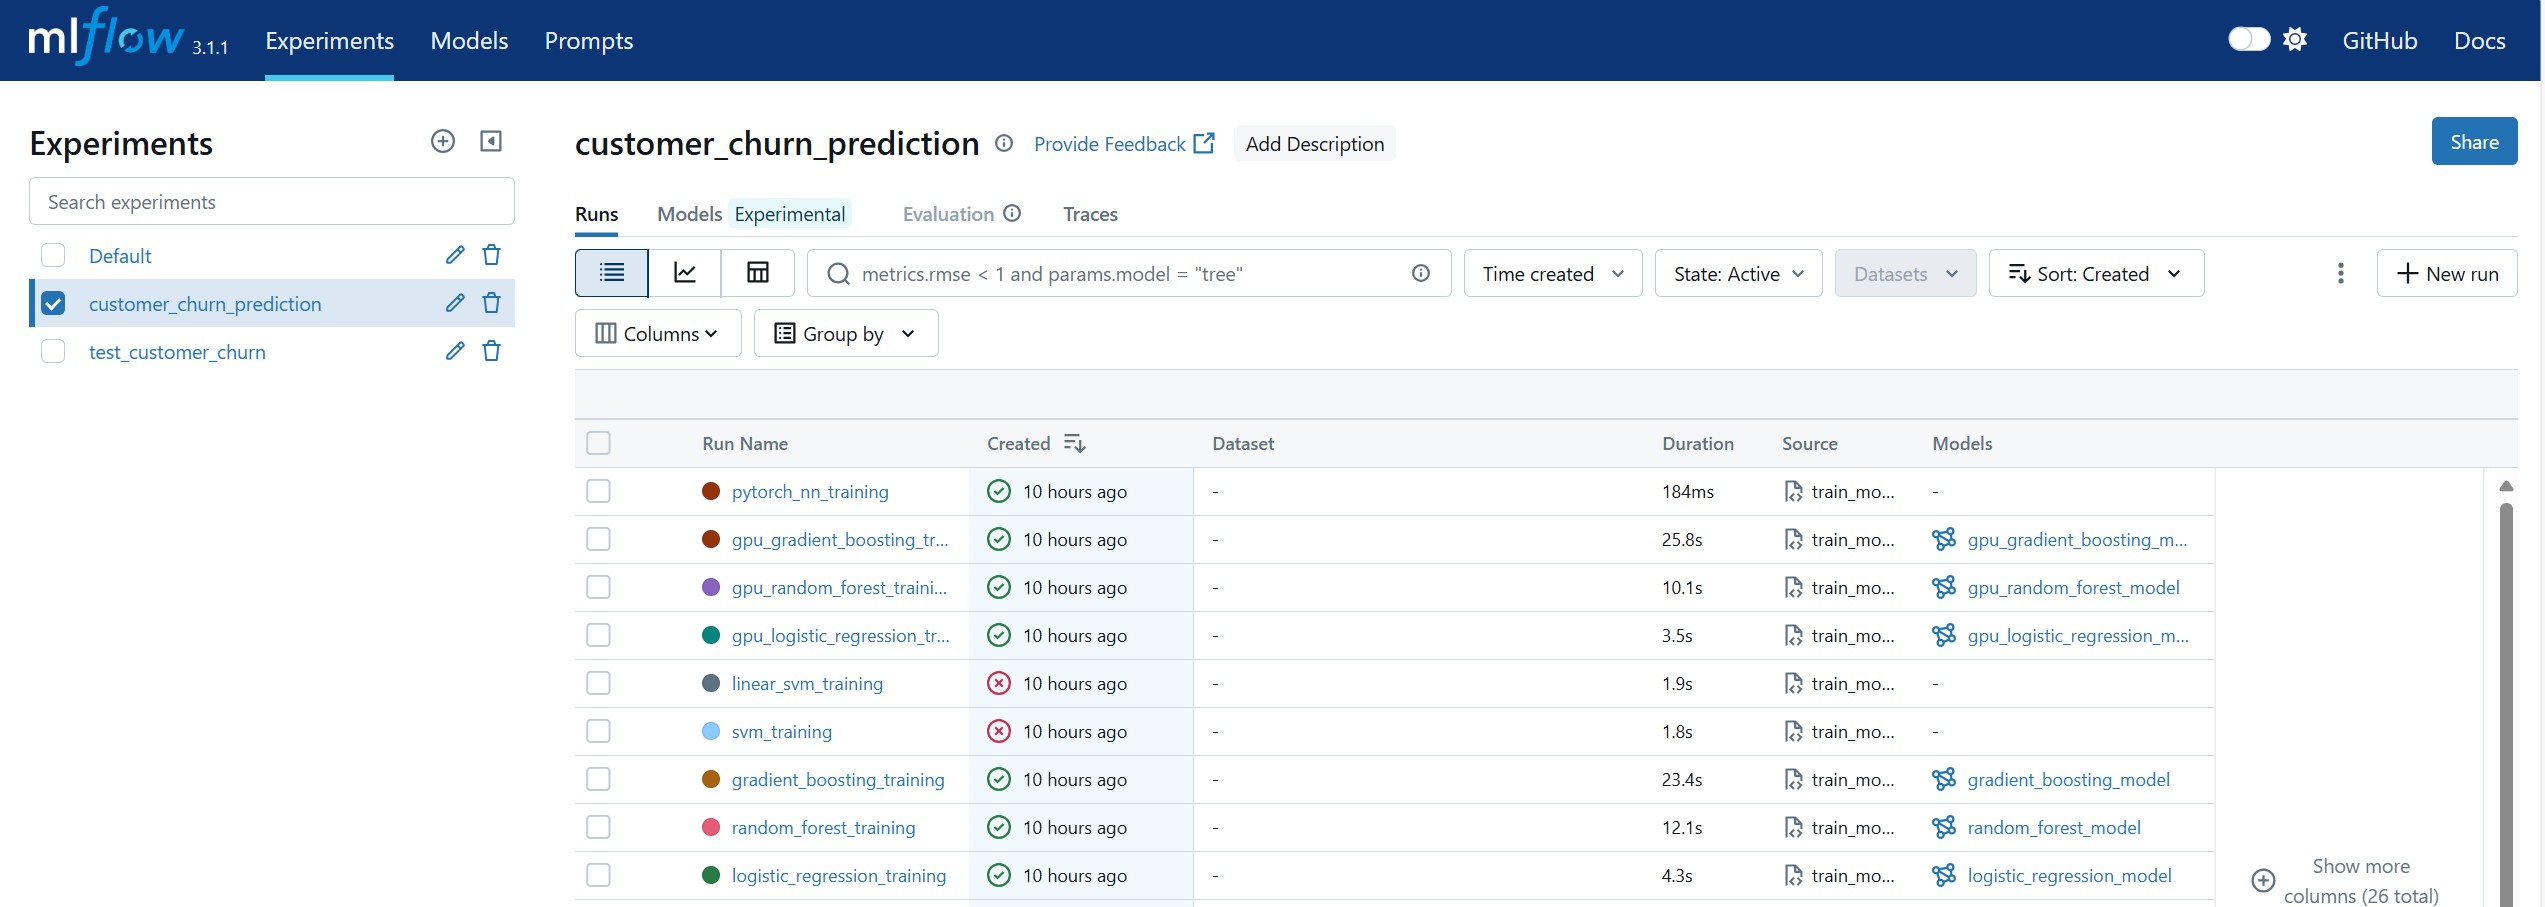 mlflow 3.1.1 Experiments Models Prompts GitHub Docs
Experiments
Search experiments
Default
customer_churn_prediction
test_customer_churn
customer_churn_prediction Provide Feedback Add Description Share
Runs Models Experimental Evaluation Traces
metrics.rmse < 1 and params.model = "tree" Time created State: Active Datasets Sort: Created New run
Columns Group by
Run Name Created Dataset Duration Source Models
pytorch_nn_training 10 hours ago - 184ms train_mo... -
gpu_gradient_boosting_tr... 10 hours ago - 25.8s train_mo... gpu_gradient_boosting_m...
gpu_random_forest_traini... 10 hours ago - 10.1s train_mo... gpu_random_forest_model
gpu_logistic_regression_tr... 10 hours ago - 3.5s train_mo... gpu_logistic_regression_m...
linear_svm_training 10 hours ago - 1.9s train_mo... -
svm_training 10 hours ago - 1.8s train_mo... -
gradient_boosting_training 10 hours ago - 23.4s train_mo... gradient_boosting_model
random_forest_training 10 hours ago - 12.1s train_mo... random_forest_model
logistic_regression_training 10 hours ago - 4.3s train_mo... logistic_regression_model
Show more
columns (26 total)